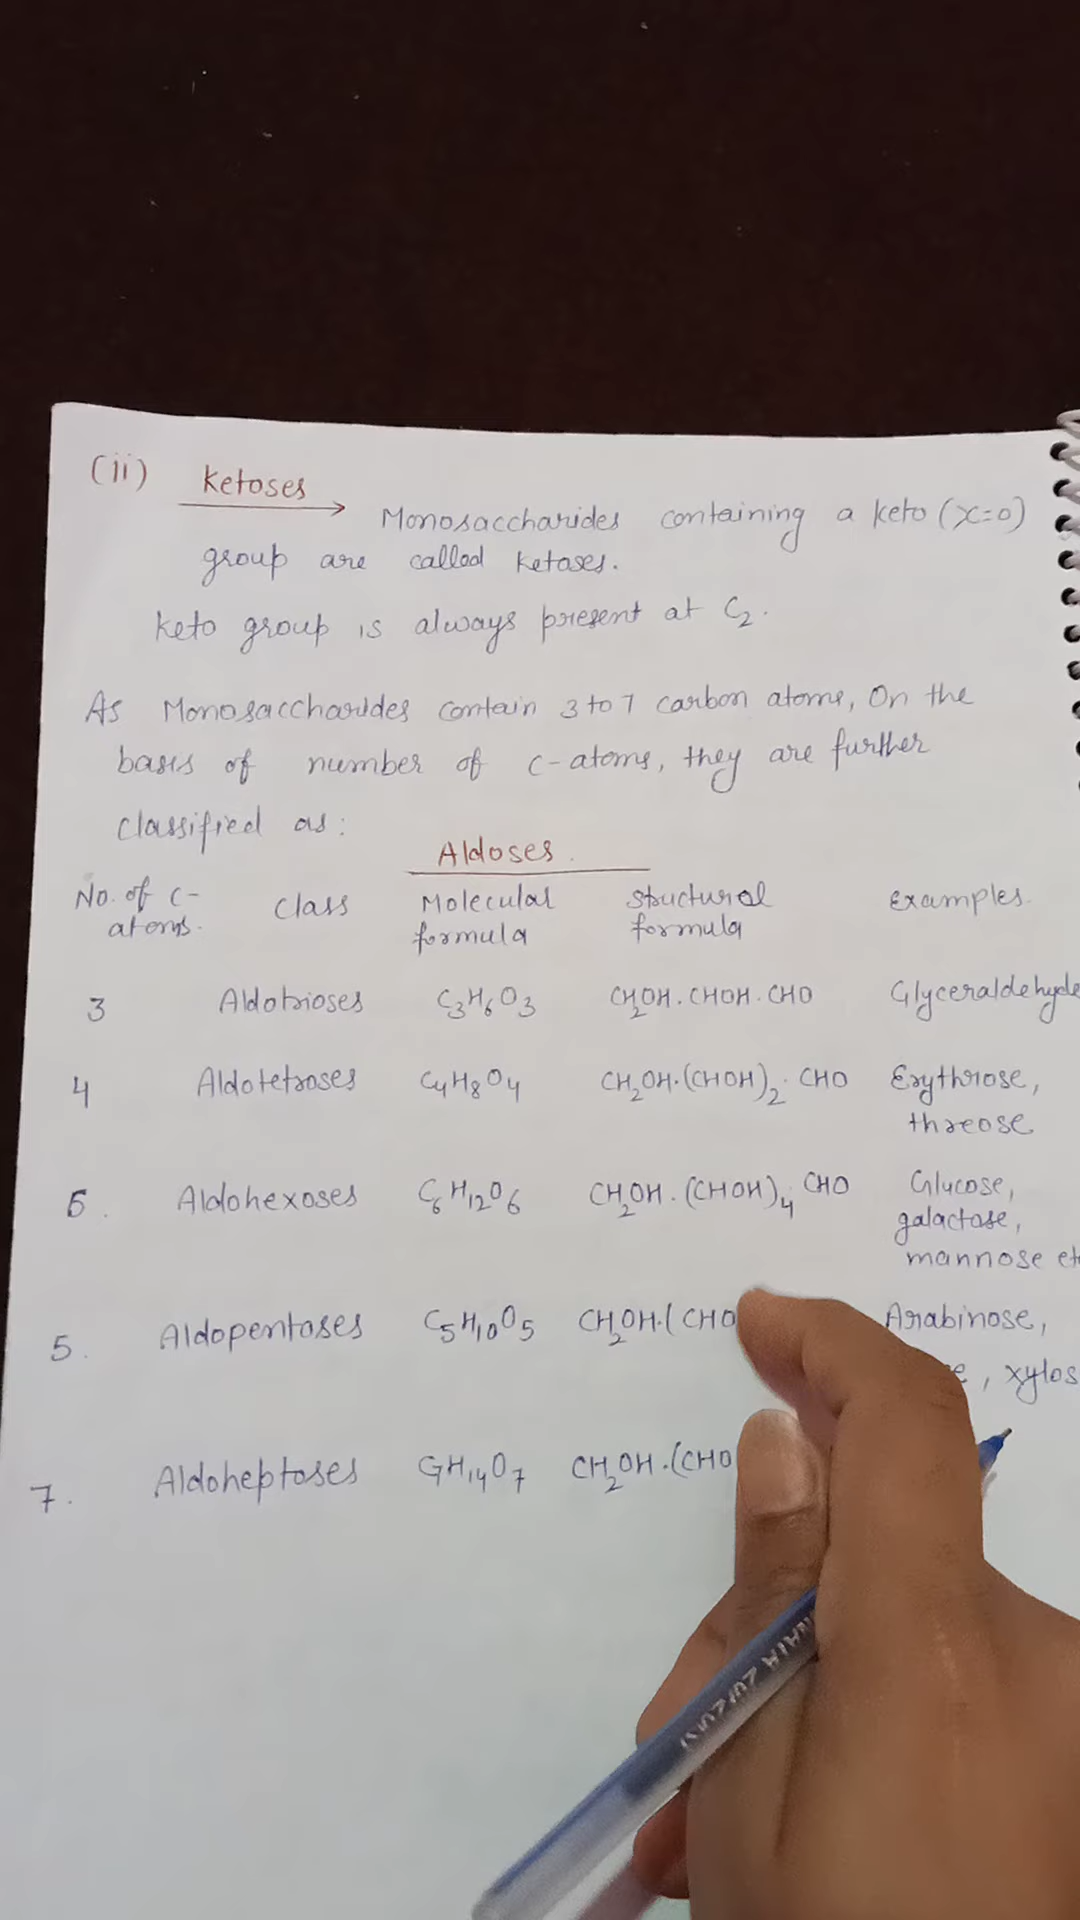 (ii) Ketoses
Monosaccharides containing a keto (>C=O)
group are called ketoses.
Keto group is always present at C2.
As Monosaccharides contain 3 to 7 carbon atoms, On the
basis of number of c-atoms, they are further
classified as:
Aldoses
No. of C-atoms. Class Molecular formula Structural formula Examples.
3 Aldotrioses C3H6O3 CH2OH.CHOH.CHO Glyceraldehyde
4 Aldotetroses C4H8O4 CH2OH.(CHOH)2.CHO Erythrose,
threose
6. Aldohexoses C6H12O6 CH2OH.(CHOH)4.CHO Glucose,
galactose,
mannose
5. Aldopentoses C5H10O5 CH2OH.(CHO Arabinose,
, xylos
7. Aldoheptoses C7H14O7 CH2OH.(CHO